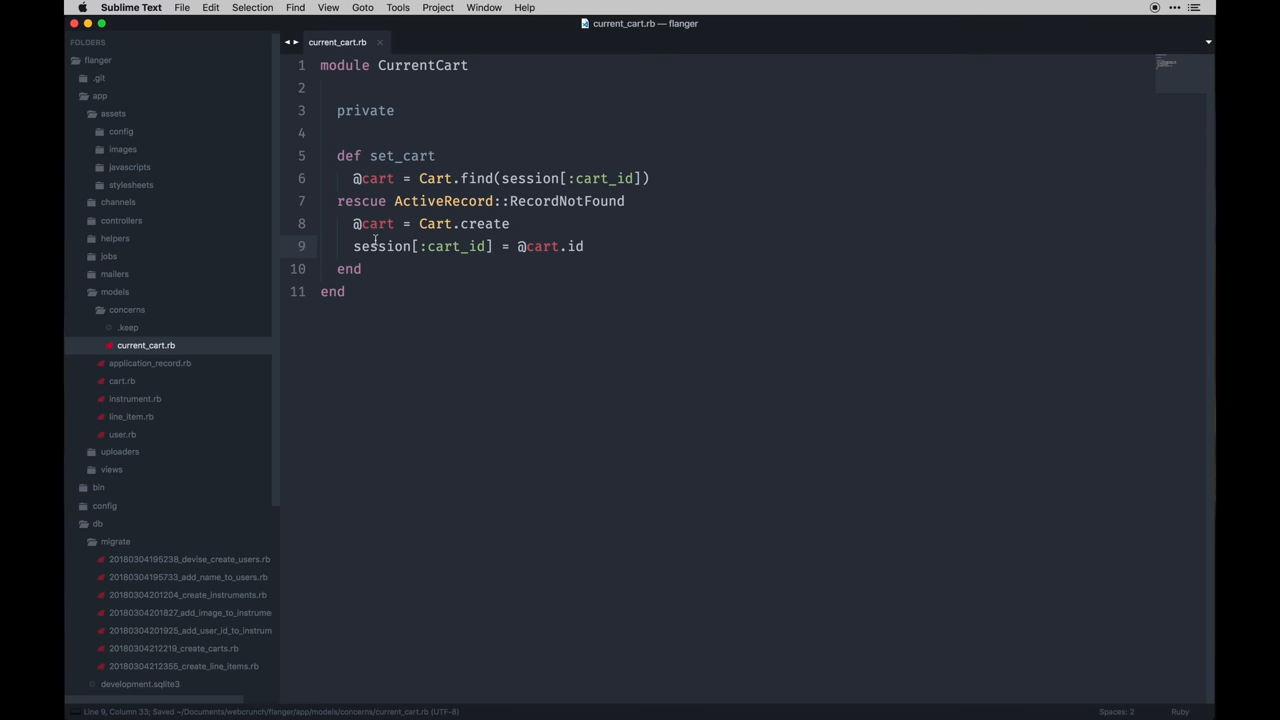 Sublime Text File Edit Selection Find View Goto Tools Project Window Help
current_cart.rb — flanger
FOLDERS
flanger
.git
app
assets
config
images
javascripts
stylesheets
channels
controllers
helpers
jobs
mailers
models
concerns
.keep
current_cart.rb
application_record.rb
cart.rb
instrument.rb
line_item.rb
user.rb
uploaders
views
bin
config
db
migrate
20180304195238_devise_create_users.rb
20180304195733_add_name_to_users.rb
20180304201204_create_instruments.rb
20180304201827_add_image_to_instrume
20180304201925_add_user_id_to_instrum
20180304212219_create_carts.rb
20180304212355_create_line_items.rb
development.sqlite3
current_cart.rb
1 module CurrentCart
2
3 private
4
5 def set_cart
6 @cart = Cart.find(session[:cart_id])
7 rescue ActiveRecord::RecordNotFound
8 @cart = Cart.create
9 session[:cart_id] = @cart.id
10 end
11 end
Line 9, Column 33; Saved ~/Documents/webcrunch/flanger/app/models/concerns/current_cart.rb (UTF-8)
Spaces: 2 Ruby